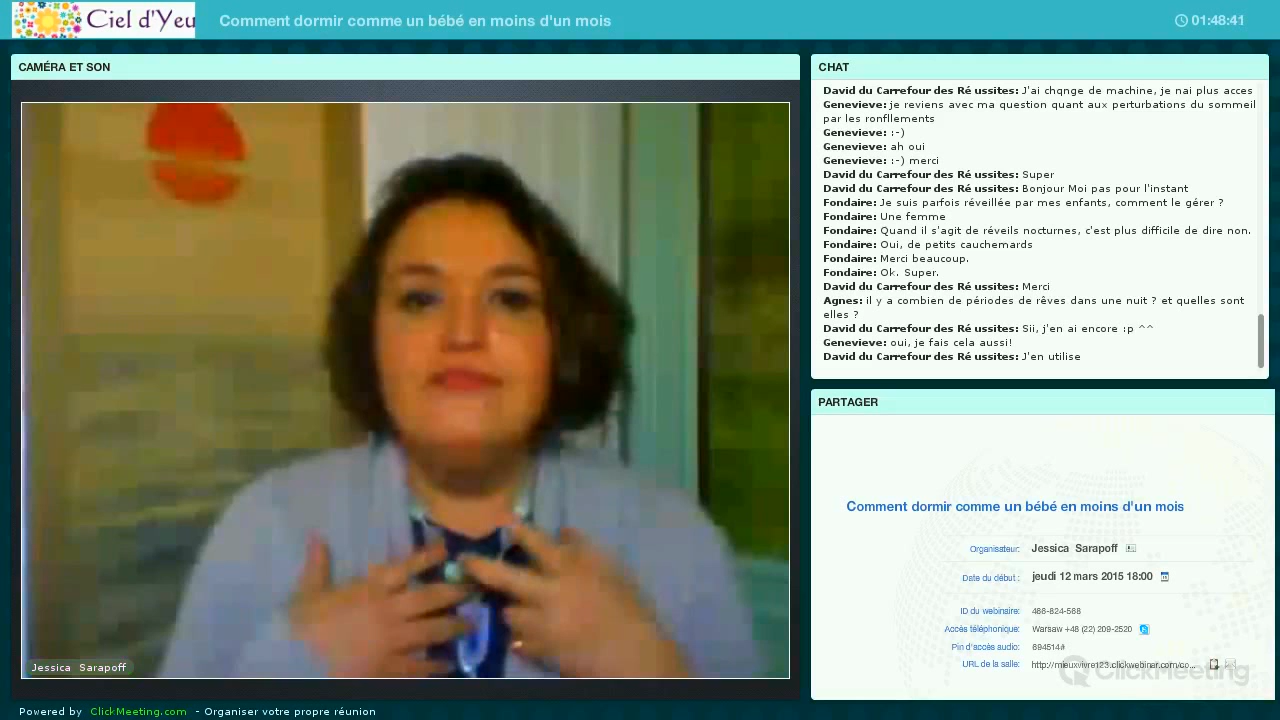 Ciel d'Yeu
Comment dormir comme un bébé en moins d'un mois
01:48:41
CAMÉRA ET SON
Jessica Sarapoff
CHAT
David du Carrefour des Ré ussites: J'ai chqnge de machine, je nai plus acces
Genevieve: je reviens avec ma question quant aux perturbations du sommeil
par les ronfllements
Genevieve: :-)
Genevieve: ah oui
Genevieve: :-) merci
David du Carrefour des Ré ussites: Super
David du Carrefour des Ré ussites: Bonjour Moi pas pour l'instant
Fondaire: Je suis parfois réveillée par mes enfants, comment le gérer ?
Fondaire: Une femme
Fondaire: Quand il s'agit de réveils nocturnes, c'est plus difficile de dire non.
Fondaire: Oui, de petits cauchemards
Fondaire: Merci beaucoup.
Fondaire: Ok. Super.
David du Carrefour des Ré ussites: Merci
Agnes: il y a combien de périodes de rêves dans une nuit ? et quelles sont
elles ?
David du Carrefour des Ré ussites: Sii, j'en ai encore :p ^^
Genevieve: oui, je fais cela aussi!
David du Carrefour des Ré ussites: J'en utilise
PARTAGER
Comment dormir comme un bébé en moins d'un mois
Organisateur: Jessica Sarapoff
Date du début : jeudi 12 mars 2015 18:00
ID du webinaire: 486-824-568
Accès téléphonique: Warsaw +48 (22) 209-2520
Pin d'accès audio: 694514#
URL de la salle: http://mieuxvivre123.clickwebinar.com/co...
ClickMeeting
Powered by ClickMeeting.com - Organiser votre propre réunion